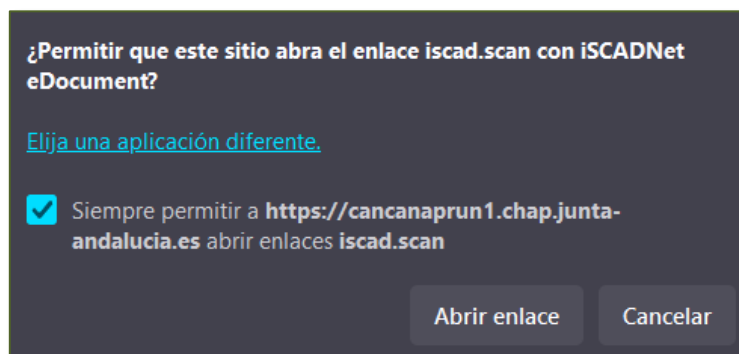 ¿Permitir que este sitio abra el enlace iscad.scan con iSCADNet
eDocument?
Elija una aplicación diferente.
Siempre permitir a https://cancanaprun1.chap.junta-
andalucia.es abrir enlaces iscad.scan
Abrir enlace
Cancelar